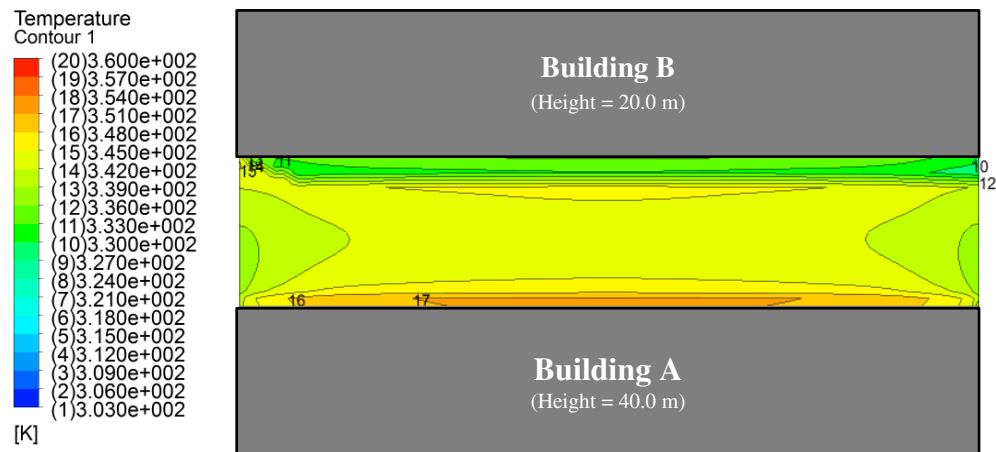 Temperature
Contour 1
(20)3.600e+002
(19)3.570e+002
(18)3.540e+002
(17)3.510e+002
(16)3.480e+002
(15)3.450e+002
(14)3.420e+002
(13)3.390e+002
(12)3.360e+002
(11)3.330e+002
(10)3.300e+002
(9)3.270e+002
(8)3.240e+002
(7)3.210e+002
(6)3.180e+002
(5)3.150e+002
(4)3.120e+002
(3)3.090e+002
(2)3.060e+002
(1)3.030e+002
[K]
Building B
(Height = 20.0 m)
11
14
15
10
12
16
17
Building A
(Height = 40.0 m)